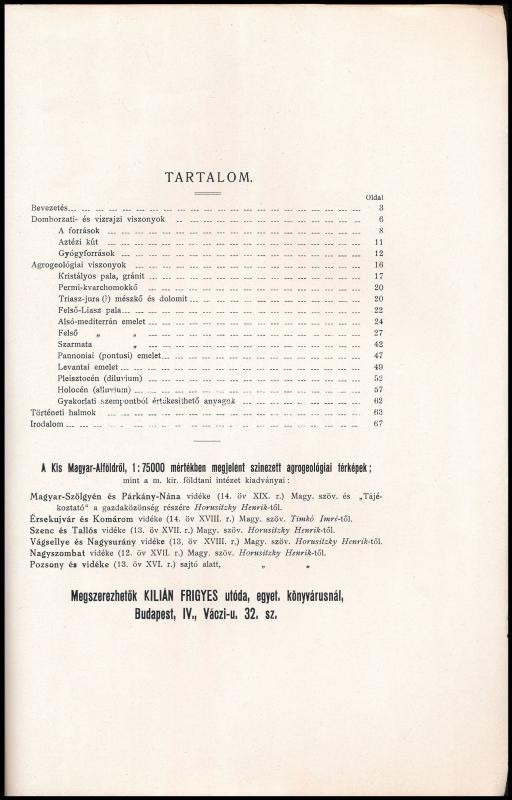 TARTALOM.
Oldal
Bevezetés 3
Domborzati- és vizrajzi viszonyok 6
A források 8
Aztézi kút 11
Gyógyforrások 12
Agrogeológiai viszonyok 16
Kristályos pala, gránit 17
Permi-kvarchomokkő 20
Triasz-jura (?) mészkő és dolomit 20
Felső-Liasz pala 22
Alsó-mediterrán emelet 24
Felső „ „ 27
Szarmata „ 42
Pannoniai (pontusi) emelet 47
Levantai emelet 49
Pleisztocén (diluvium) 52
Holocén (alluvium) 57
Gyakorlati szempontból értékesíthető anyagok 62
Történeti halmok 63
Irodalom 67
A Kis Magyar-Alföldről, 1:75000 mértékben megjelent szinezett agrogeológiai térképek;
mint a m. kir. földtani intézet kiadványai:
Magyar-Szölgyén és Párkány-Nána vidéke (14. öv XIX. r.) Magy. szöv. és „Tájé-
koztató“ a gazdaközönség részére Horusitzky Henrik-től.
Érsekujvár és Komárom vidéke (14. öv XVIII. r.) Magy. szöv. Timkó Imré-től.
Szenc és Tallós vidéke (13. öv XVII. r.) Magy. szöv. Horusitzky Henrik-től.
Vágsellye és Nagysurány vidéke (13. öv XVIII. r.) Magy. szöv. Horusitzky Henrik-től.
Nagyszombat vidéke (12. öv XVII. r.) Magy. szöv. Horusitzky Henrik-től.
Pozsony és vidéke (13. öv XVI. r.) sajtó alatt, „ „
Megszerezhetők KILIÁN FRIGYES utóda, egyet. könyvárusnál,
Budapest, IV., Váczi-u. 32. sz.